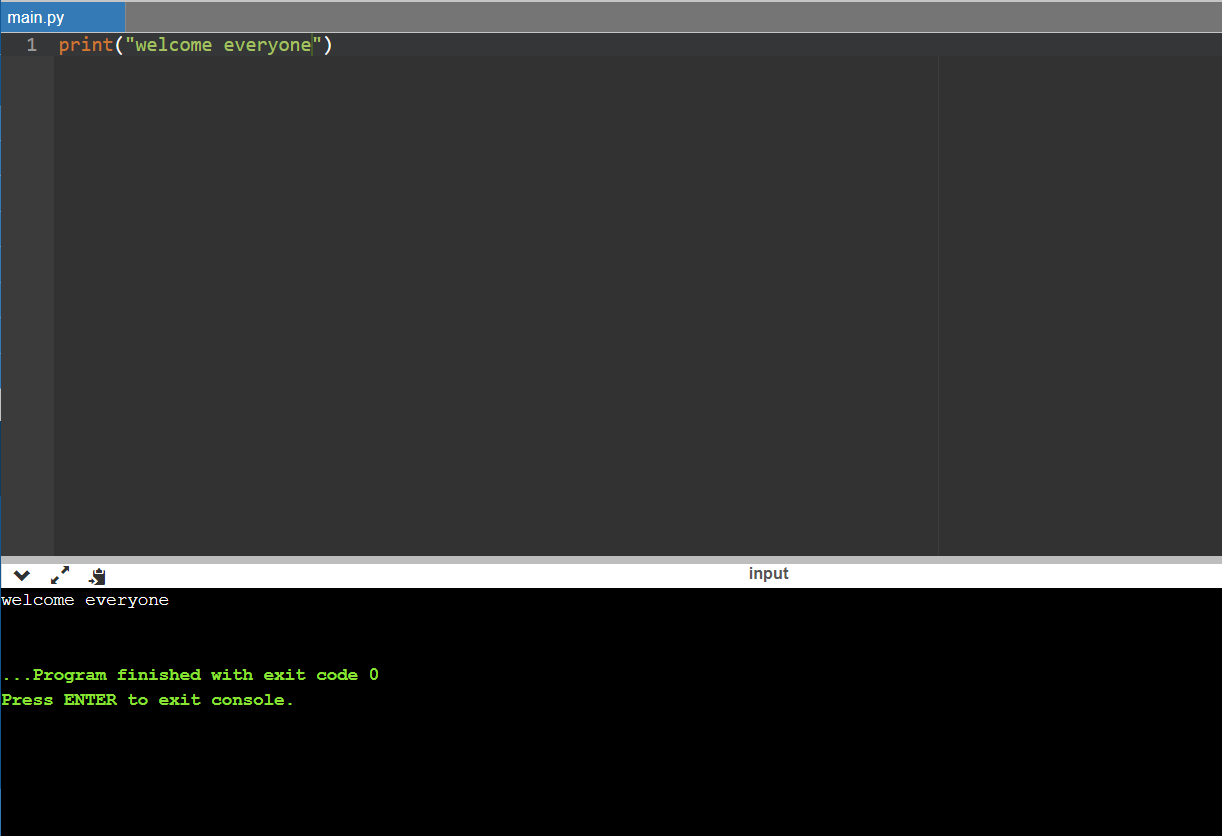 main.py
1 print("welcome everyone")
input
welcome everyone
...Program finished with exit code 0
Press ENTER to exit console.